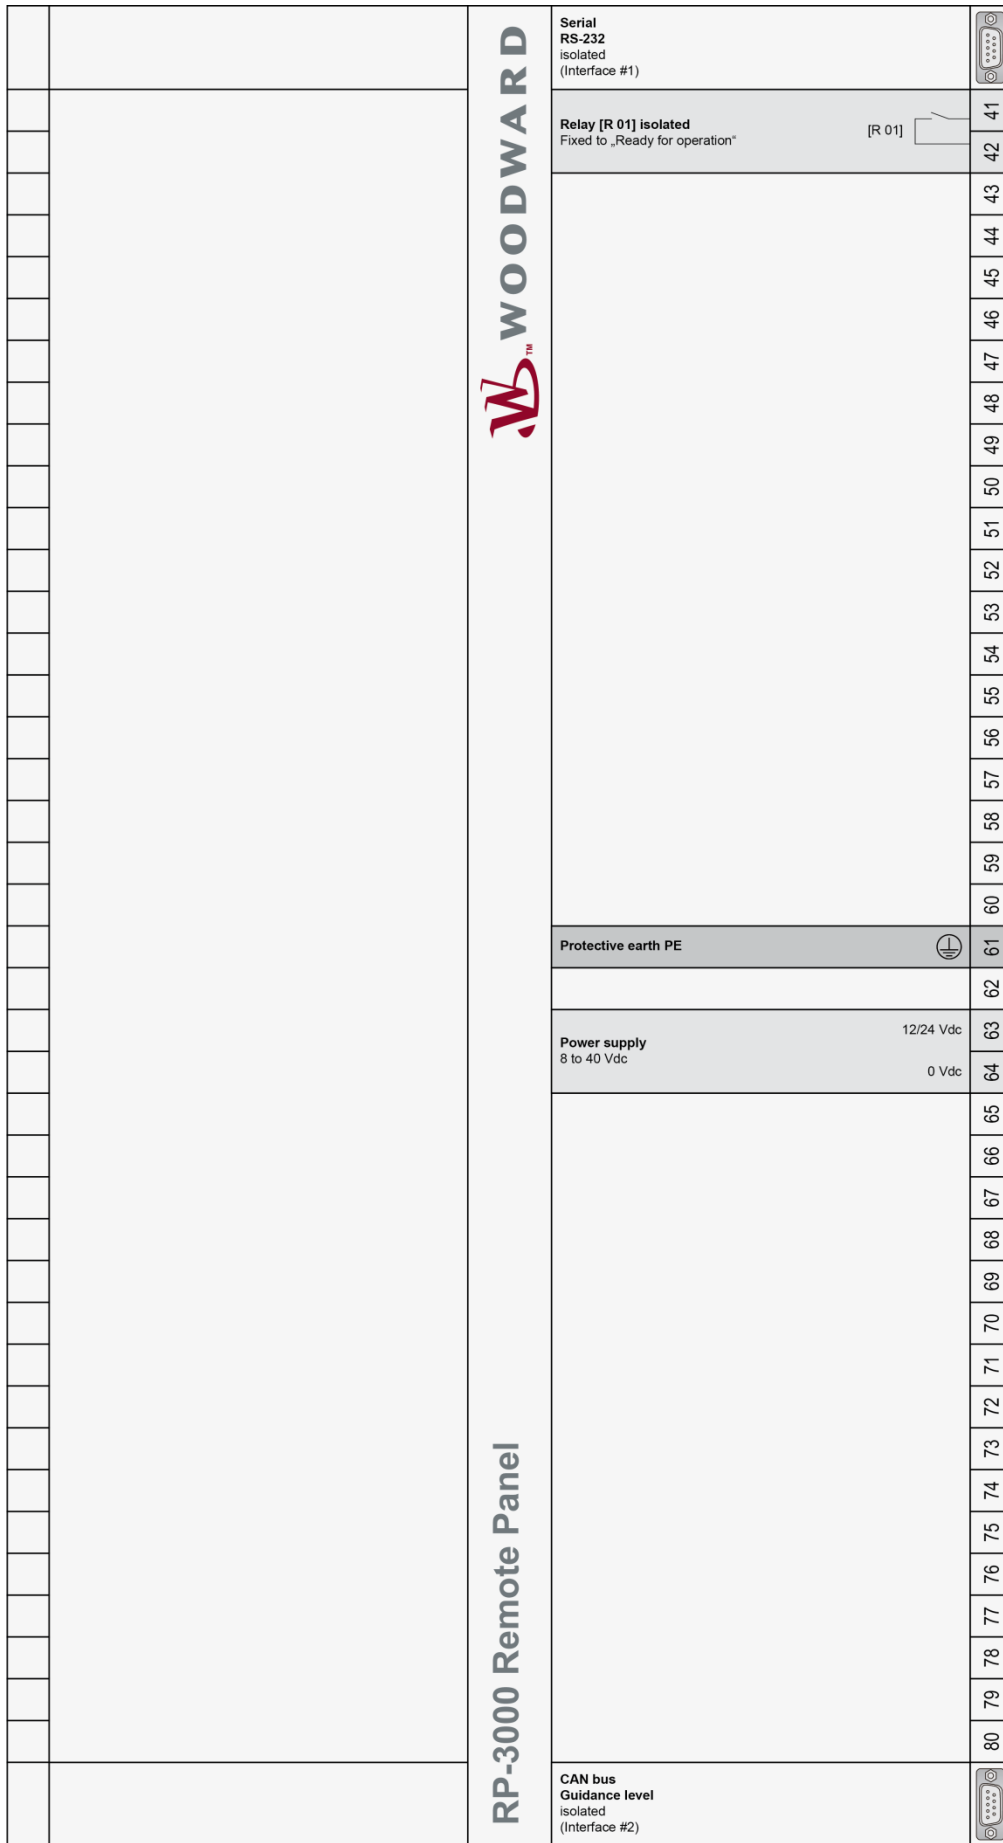 Serial
RS-232
isolated
(Interface #1)
WOODWARD
TM
Relay [R 01] isolated
Fixed to „Ready for operation“
[R 01]
41
42
43
44
45
46
47
48
49
50
51
52
53
54
55
56
57
58
59
60
Protective earth PE
61
62
Power supply
8 to 40 Vdc
12/24 Vdc
63
0 Vdc
64
65
66
67
68
69
70
71
72
73
74
75
76
77
78
79
80
RP-3000 Remote Panel
CAN bus
Guidance level
isolated
(Interface #2)